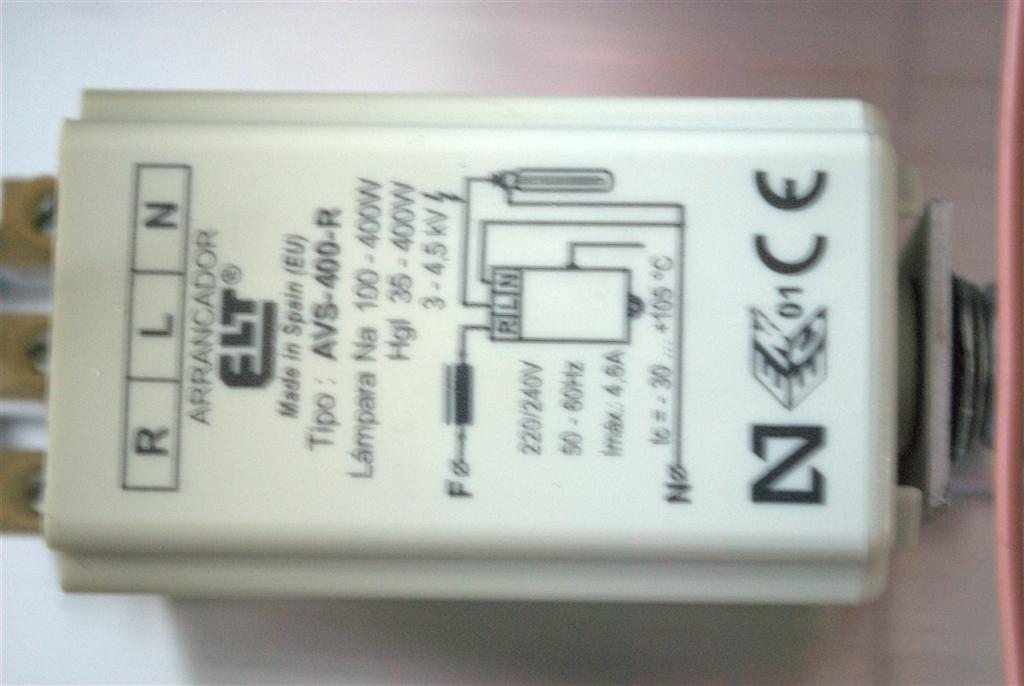 R L N
ARRANCADOR
ELT®
Made in Spain (EU)
Tipo : AVS-400-R
Lámpara Na 100 - 400W
HgI 35 - 400W
3 - 4,5 kV
F
R L N
220/240V
50 - 60Hz
Imáx.: 4,6A
tc = - 30 ... +105 °C
N
N
01
CE